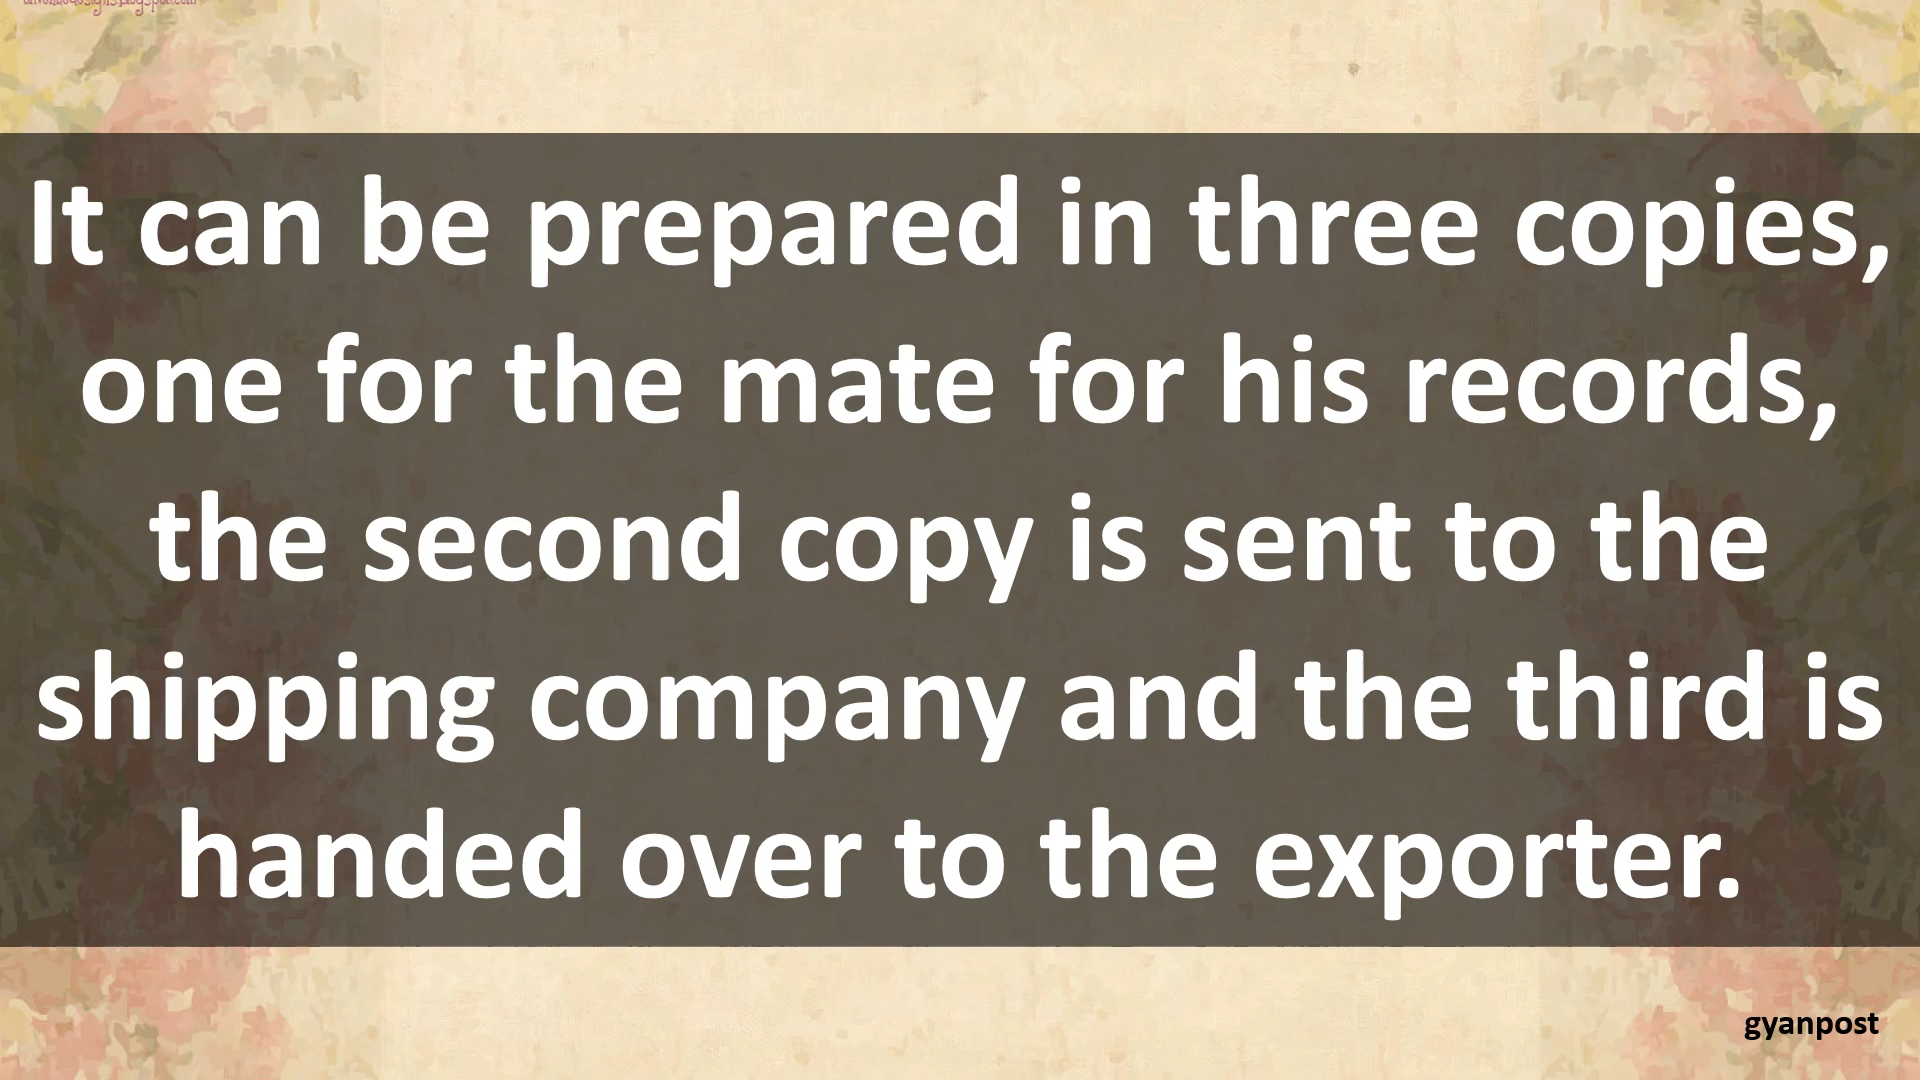 It can be prepared in three copies,
one for the mate for his records,
the second copy is sent to the
shipping company and the third is
handed over to the exporter.
gyanpost